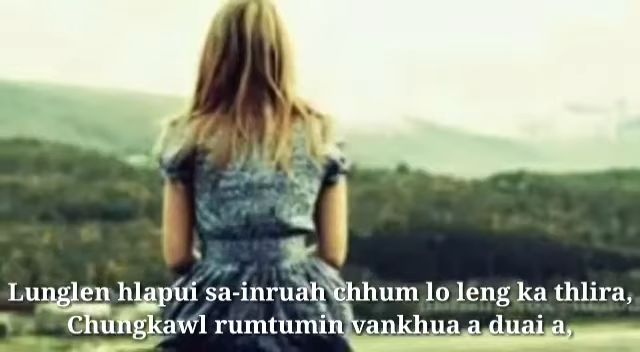 Lunglen hlapui sa-inruah chhum lo leng ka thlira,
Chungkawl rumtumin vankhua a duai a,